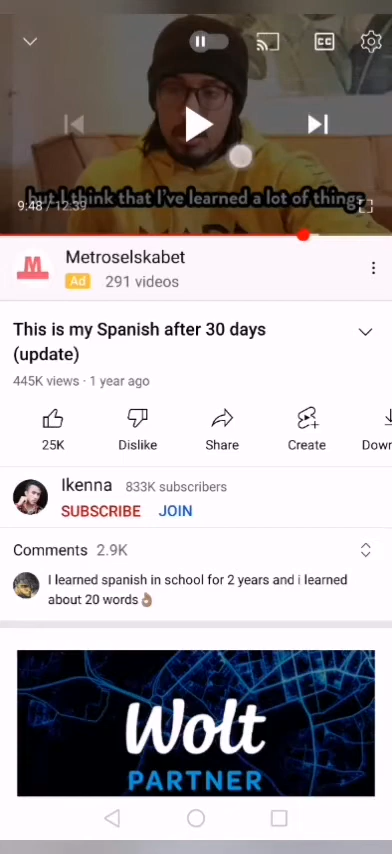 CC
but I think that I've learned a lot of things
9:48 / 12:39
M
Metroselskabet
Ad 291 videos
This is my Spanish after 30 days
(update)
445K views · 1 year ago
25K
Dislike
Share
Create
Down
Ikenna 833K subscribers
SUBSCRIBE JOIN
Comments 2.9K
I learned spanish in school for 2 years and i learned
about 20 words👌🏽
Wolt
PARTNER